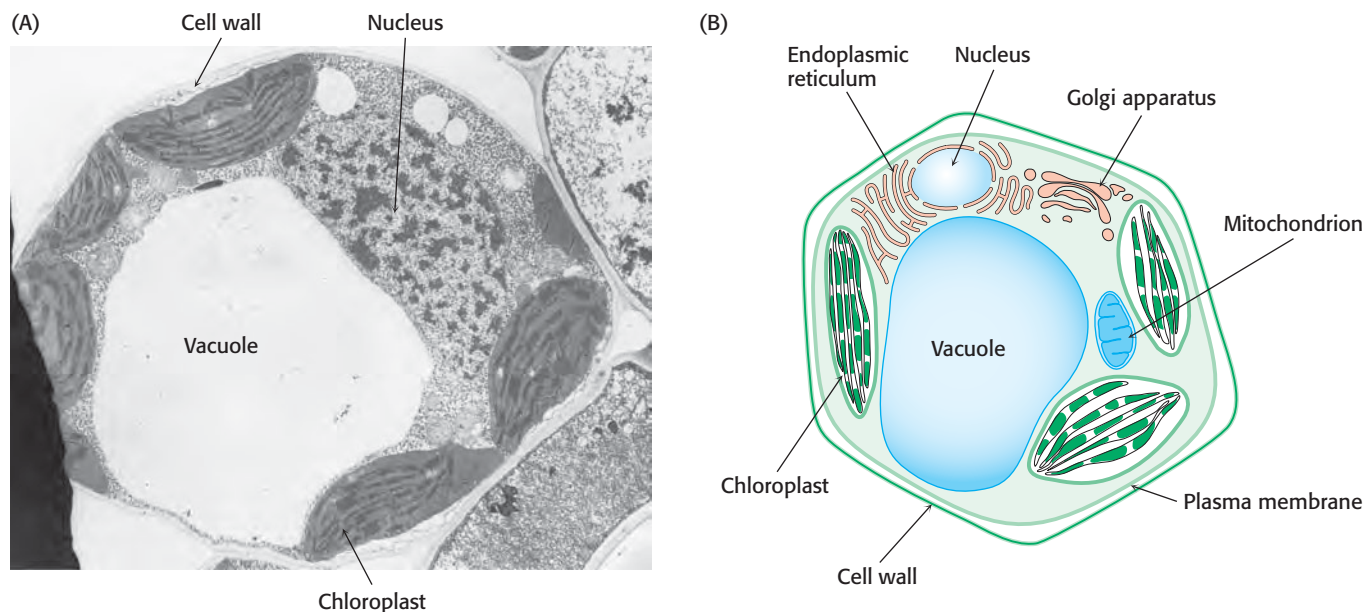 (A)
Cell wall
Nucleus
Vacuole
Chloroplast
(B)
Endoplasmic
reticulum
Nucleus
Golgi apparatus
Mitochondrion
Vacuole
Chloroplast
Plasma membrane
Cell wall